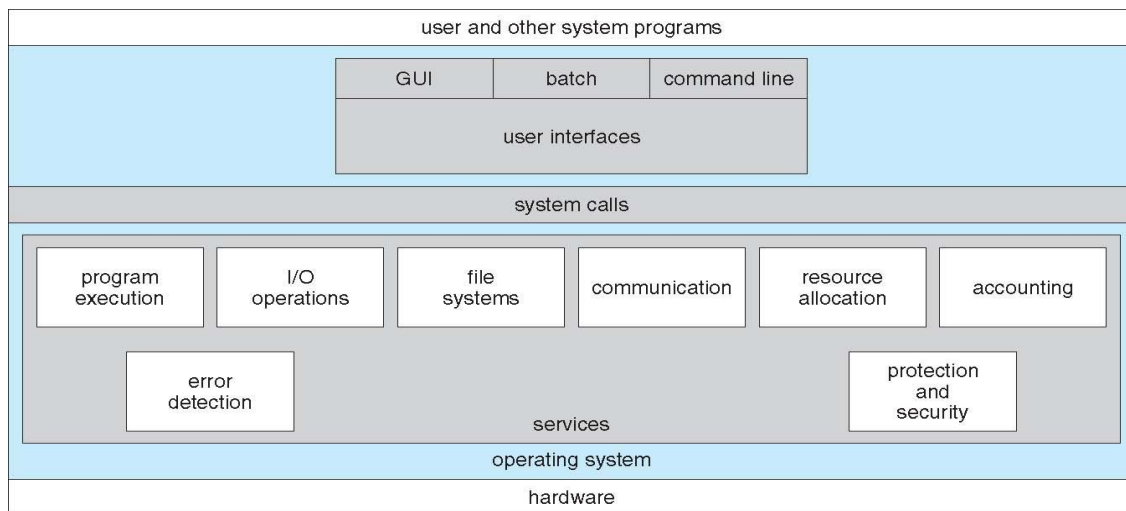 user and other system programs
GUI
batch
command line
user interfaces
system calls
program
execution
I/O
operations
file
systems
communication
resource
allocation
accounting
error
detection
protection
and
security
services
operating system
hardware